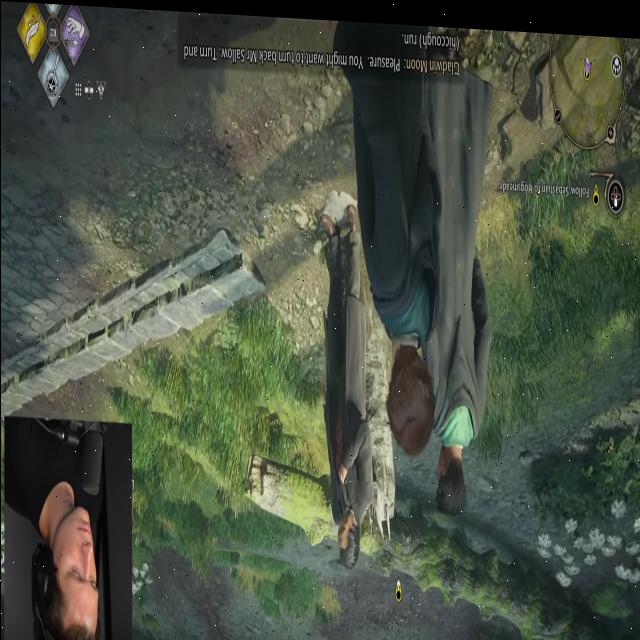 Gladwin Moon: Pleasure. You might want to turn back Mr Sallow. Turn and
(hiccough) run.
Follow Sebastian to Hogsmeade